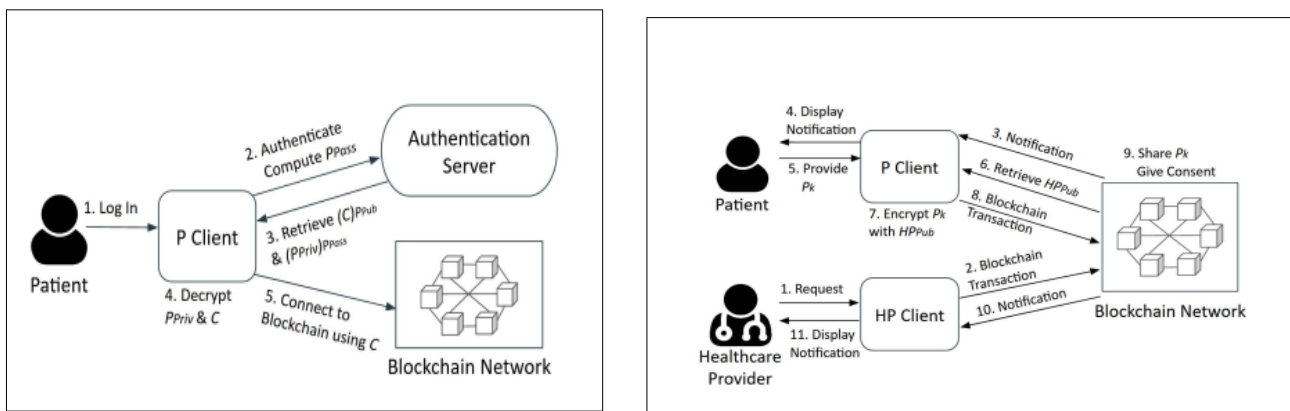 2. Authenticate
Compute PPass
Authentication
Server
1. Log In
P Client
3. Retrieve (C)PPub
& (PPriv)PPass
Patient
4. Decrypt
PPriv & C
5. Connect to
Blockchain using C
Blockchain Network
4. Display
Notification
Patient
5. Provide
Pk
P Client
3. Notification
6. Retrieve HPPub
8. Blockchain
Transaction
9. Share Pk
Give Consent
7. Encrypt Pk
with HPPub
1. Request
2. Blockchain
Transaction
10. Notification
Blockchain Network
HP Client
11. Display
Notification
Healthcare
Provider